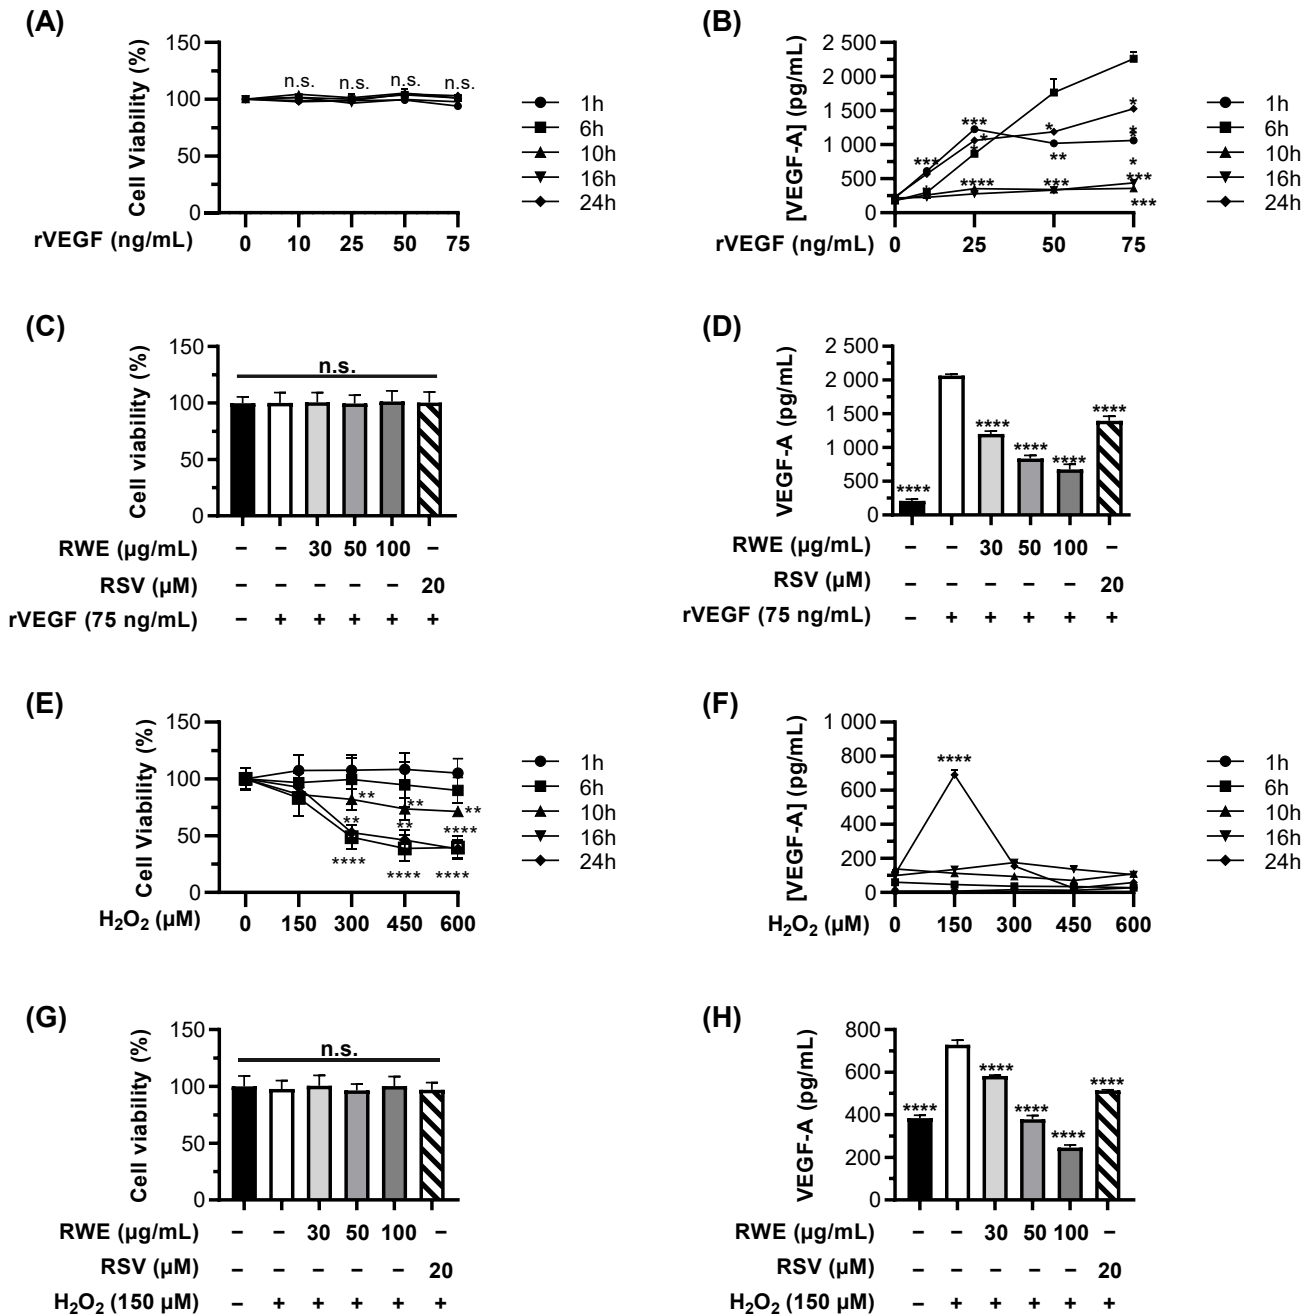 (A)
Cell Viability (%)
150
100
50
0
n.s. n.s. n.s. n.s.
0 10 25 50 75
rVEGF (ng/mL)
1h
6h
10h
16h
24h
(B)
[VEGF-A] (pg/mL)
2 500
2 000
1 500
1 000
500
0
*** *** * * * ** * * * * **** *** *** ***
0 25 50 75
rVEGF (ng/mL)
1h
6h
10h
16h
24h
(C)
Cell viability (%)
150
100
50
0
n.s.
RWE (µg/mL) – – 30 50 100 –
RSV (µM) – – – – – 20
rVEGF (75 ng/mL) – + + + + +
(D)
VEGF-A (pg/mL)
2 500
2 000
1 500
1 000
500
0
**** **** **** **** ****
RWE (µg/mL) – – 30 50 100 –
RSV (µM) – – – – – 20
rVEGF (75 ng/mL) – + + + + +
(E)
Cell Viability (%)
150
100
50
0
** ** **
** ** ****
**** **** ****
0 150 300 450 600
H₂O₂ (µM)
1h
6h
10h
16h
24h
(F)
[VEGF-A] (pg/mL)
1 000
800
600
400
200
0
****
0 150 300 450 600
H₂O₂ (µM)
1h
6h
10h
16h
24h
(G)
Cell viability (%)
150
100
50
0
n.s.
RWE (µg/mL) – – 30 50 100 –
RSV (µM) – – – – – 20
H₂O₂ (150 µM) – + + + + +
(H)
VEGF-A (pg/mL)
800
600
400
200
0
**** **** **** **** ****
RWE (µg/mL) – – 30 50 100 –
RSV (µM) – – – – – 20
H₂O₂ (150 µM) – + + + + +